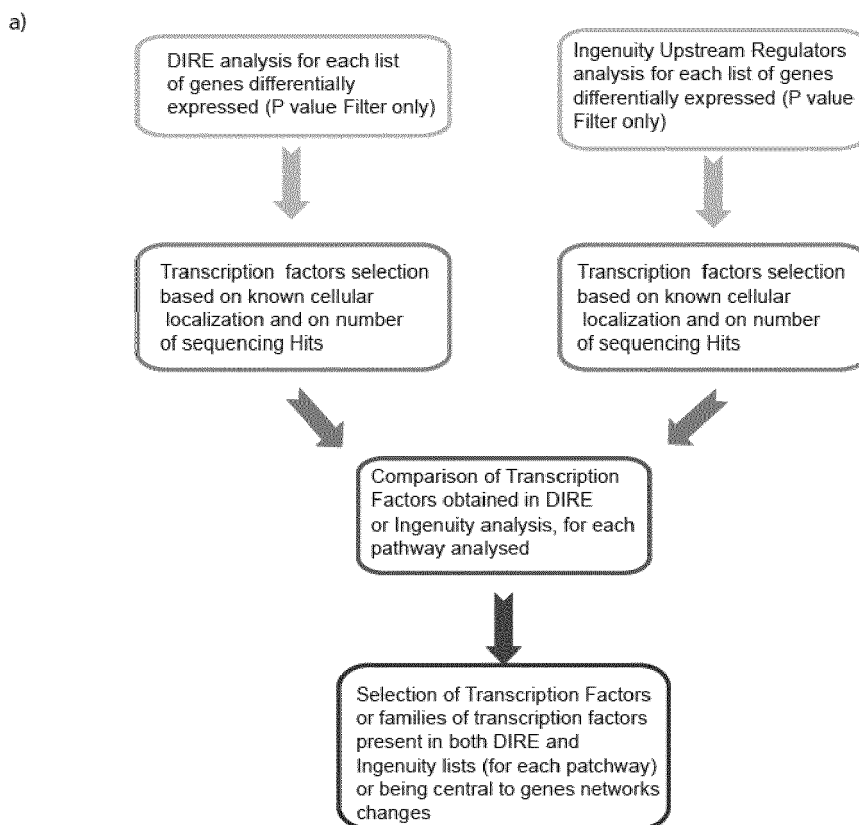 a)
DIRE analysis for each list
of genes differentially
expressed (P value Filter only)
Ingenuity Upstream Regulators
analysis for each list of genes
differentially expressed (P value
Filter only)
Transcription factors selection
based on known cellular
localization and on number
of sequencing Hits
Transcription factors selection
based on known cellular
localization and on number
of sequencing Hits
Comparison of Transcription
Factors obtained in DIRE
or Ingenuity analysis, for each
pathway analysed
Selection of Transcription Factors
or families of transcription factors
present in both DIRE and
Ingenuity lists (for each patchway)
or being central to genes networks
changes